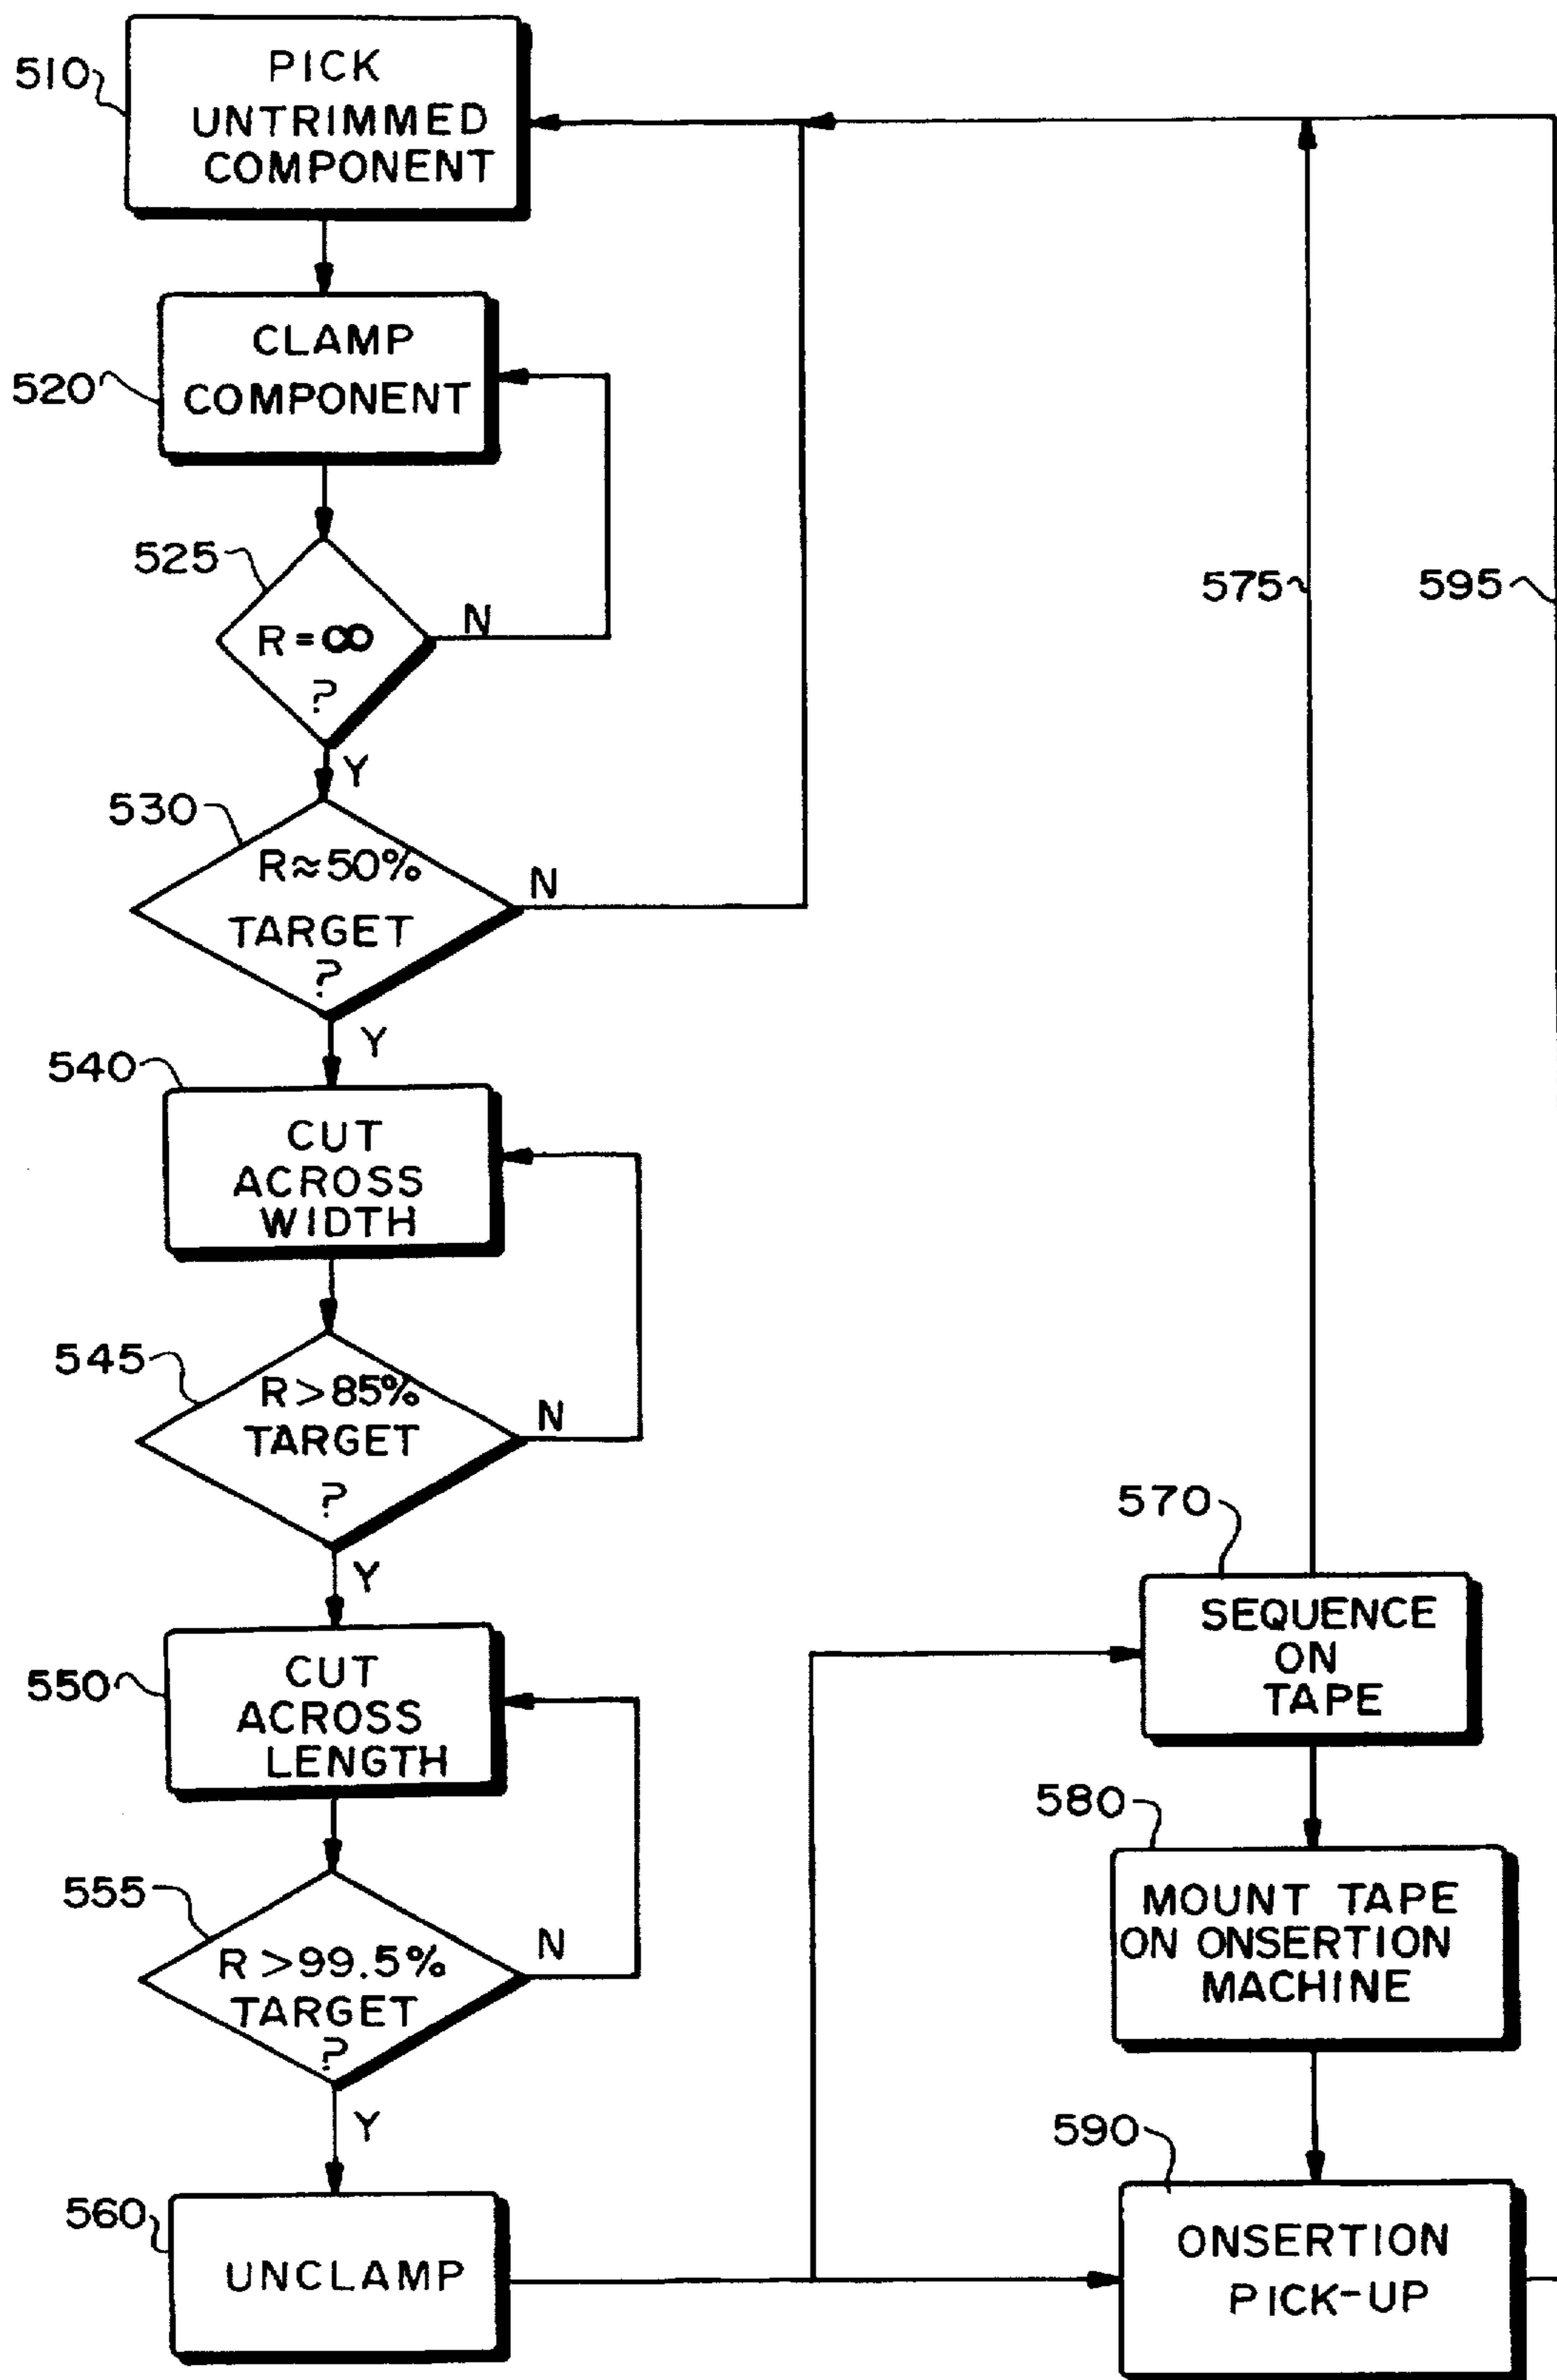 510
PICK
UNTRIMMED
COMPONENT
520
CLAMP
COMPONENT
525
R = ∞
?
N
Y
575
595
530
R ≈ 50%
TARGET
?
N
Y
540
CUT
ACROSS
WIDTH
545
R > 85%
TARGET
?
N
Y
550
CUT
ACROSS
LENGTH
555
R > 99.5%
TARGET
?
N
Y
560
UNCLAMP
570
SEQUENCE
ON
TAPE
580
MOUNT TAPE
ON ONSERTION
MACHINE
590
ONSERTION
PICK-UP